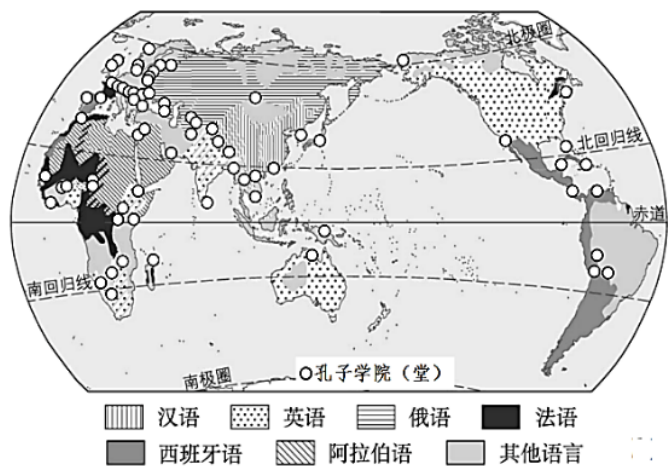 北极圈
北回归线
赤道
南回归线
南极圈
孔子学院（堂）
汉语 英语 俄语 法语
西班牙语 阿拉伯语 其他语言